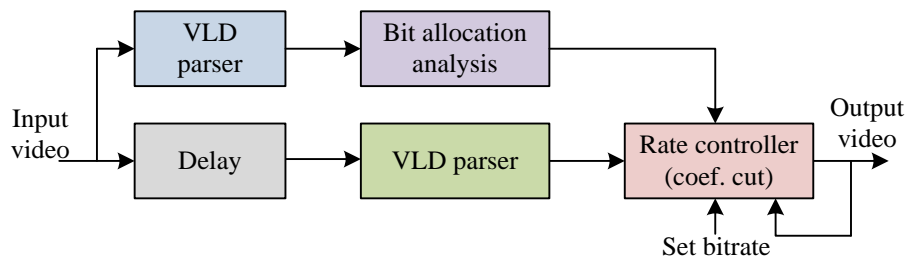 VLD
parser
Bit allocation
analysis
Input
video
Delay
VLD parser
Rate controller
(coef. cut)
Output
video
Set bitrate